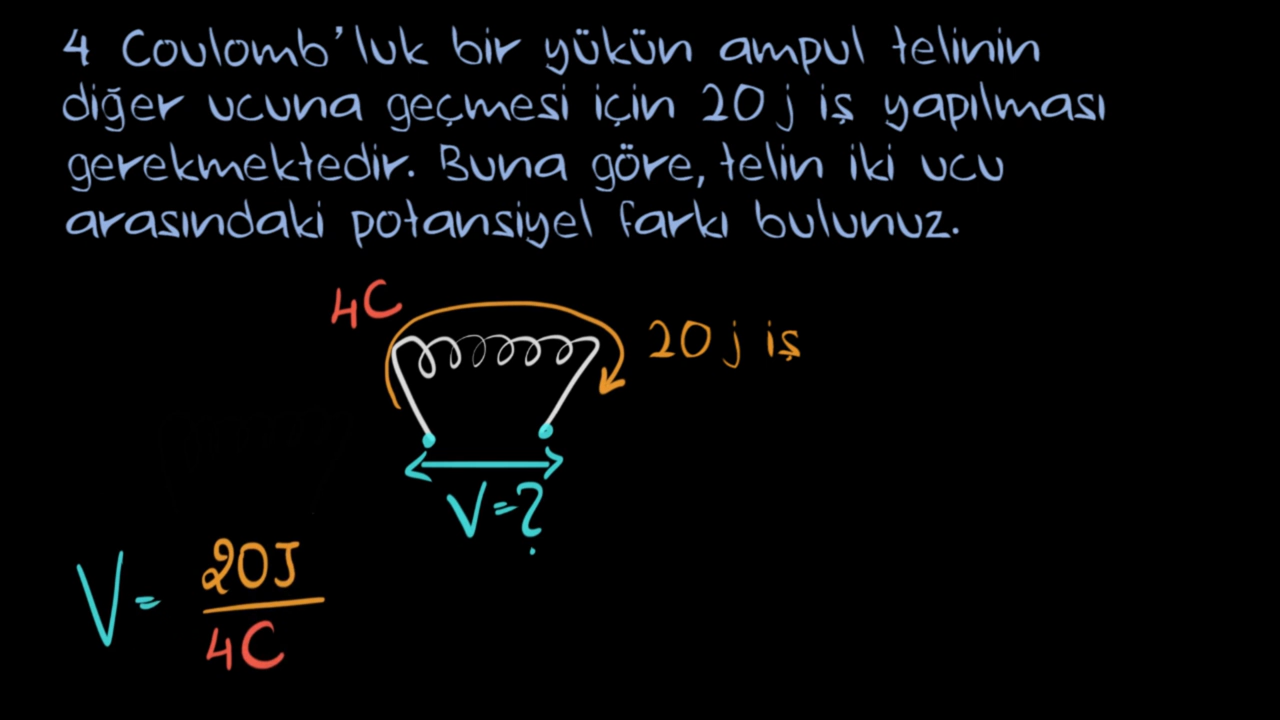 4 Coulomb'luk bir yükün ampul telinin
diğer ucuna geçmesi için 20 j iş yapılması
gerekmektedir. Buna göre, telin iki ucu
arasındaki potansiyel farkı bulunuz.
4C
20 j iş
V=?
V= 20J
4C